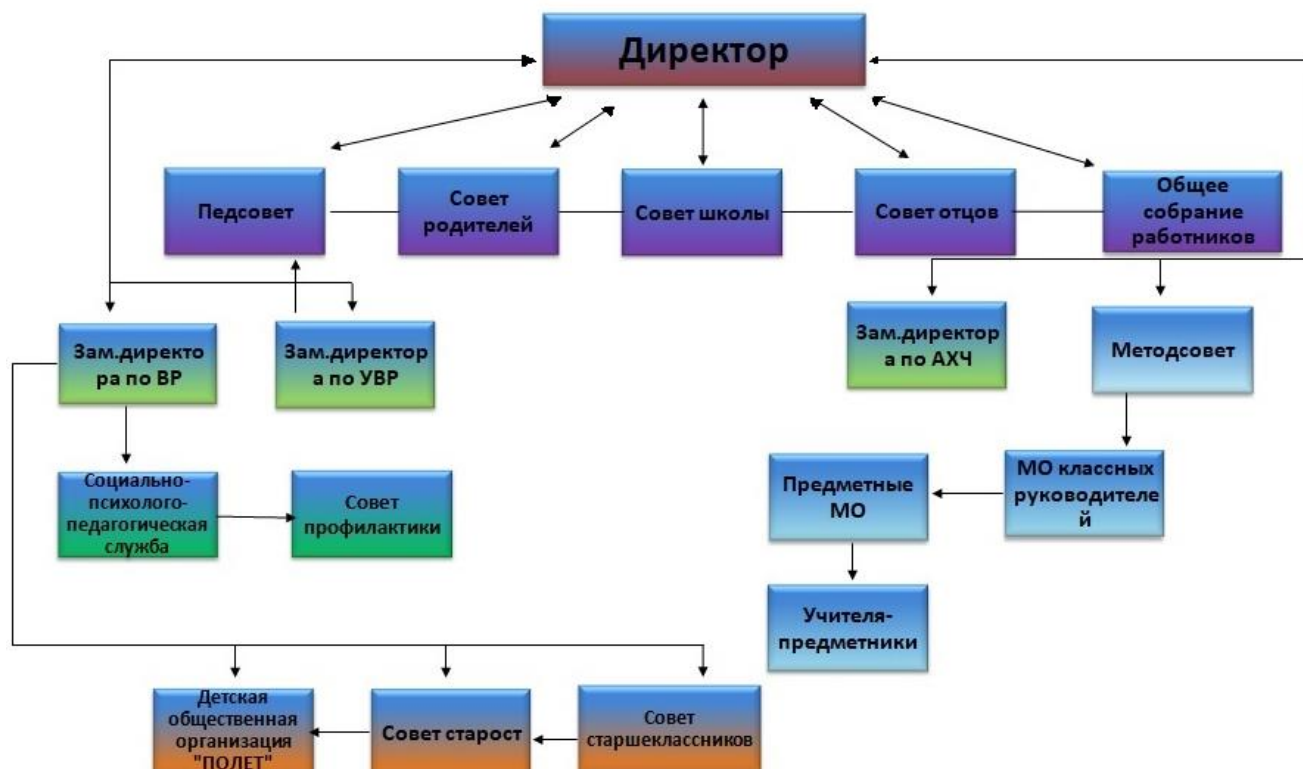 Директор
Педсовет
Совет
родителей
Совет школы
Совет отцов
Общее
собрание
работников
Зам.директо
ра по ВР
Зам.директор
а по УВР
Зам.директор
а по АХЧ
Методсовет
Социально-
психолого-
педагогическая
служба
Совет
профилактики
Предметные
МО
МО классных
руководителе
й
Учителя-
предметники
Детская
общественная
организация
"ПОЛЕТ"
Совет старост
Совет
старшеклассников